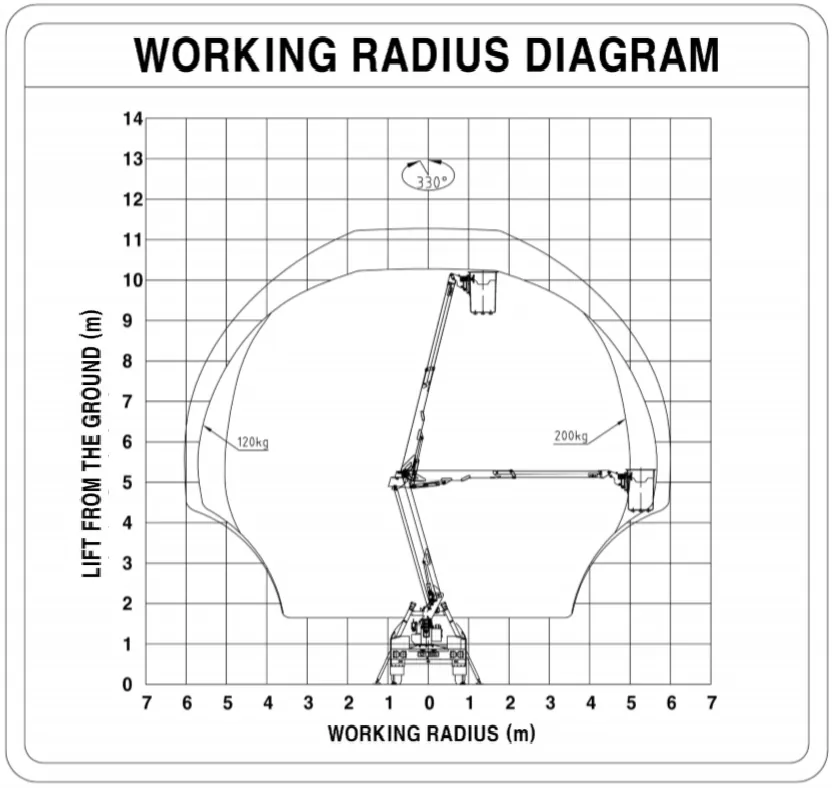 WORKING RADIUS DIAGRAM
14
13
330°
12
11
10
9
8
7
6
120kg
200kg
5
4
3
2
1
0
LIFT FROM THE GROUND (m)
7 6 5 4 3 2 1 0 1 2 3 4 5 6 7
WORKING RADIUS (m)